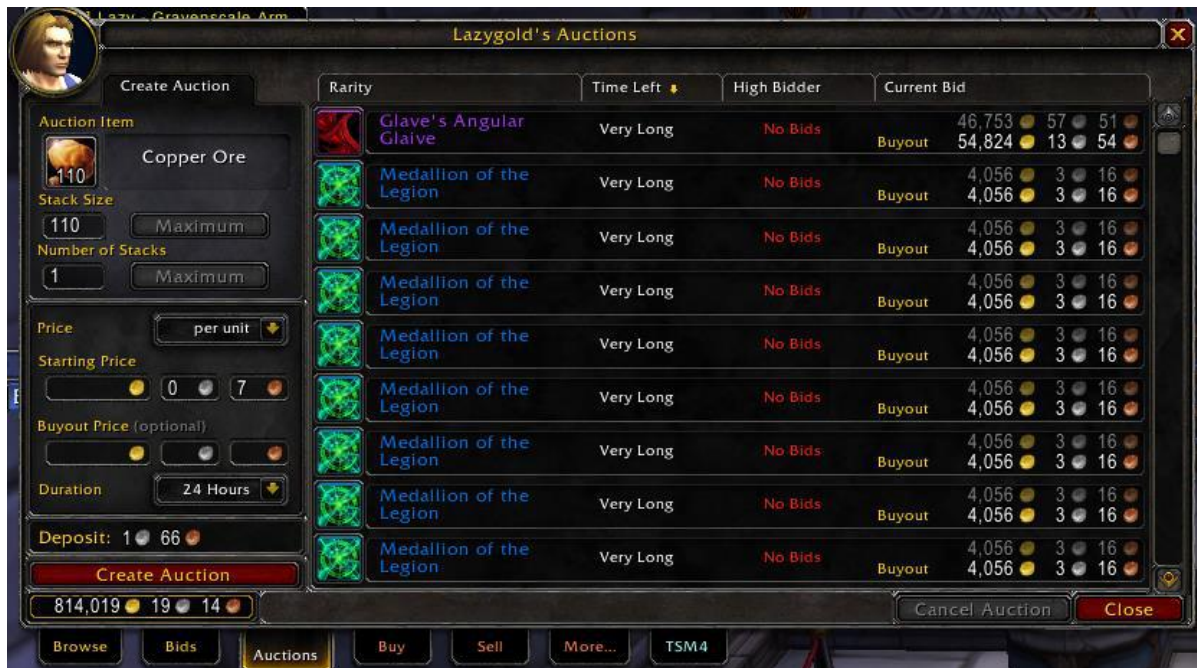 Lazy - Gravenscale Arm
Lazygold's Auctions
Create Auction
Rarity
Time Left
High Bidder
Current Bid
Auction Item
110
Copper Ore
Stack Size
110
Maximum
Number of Stacks
1
Maximum
Price
per unit
Starting Price
0
7
Buyout Price (optional)
Duration
24 Hours
Deposit: 1 66
Create Auction
814,019 19 14
Glave's Angular
Glaive
Very Long
No Bids
46,753 57 51
Buyout 54,824 13 54
Medallion of the
Legion
Very Long
No Bids
4,056 3 16
Buyout 4,056 3 16
Medallion of the
Legion
Very Long
No Bids
4,056 3 16
Buyout 4,056 3 16
Medallion of the
Legion
Very Long
No Bids
4,056 3 16
Buyout 4,056 3 16
Medallion of the
Legion
Very Long
No Bids
4,056 3 16
Buyout 4,056 3 16
Medallion of the
Legion
Very Long
No Bids
4,056 3 16
Buyout 4,056 3 16
Medallion of the
Legion
Very Long
No Bids
4,056 3 16
Buyout 4,056 3 16
Medallion of the
Legion
Very Long
No Bids
4,056 3 16
Buyout 4,056 3 16
Medallion of the
Legion
Very Long
No Bids
4,056 3 16
Buyout 4,056 3 16
Cancel Auction
Close
Browse
Bids
Auctions
Buy
Sell
More...
TSM4